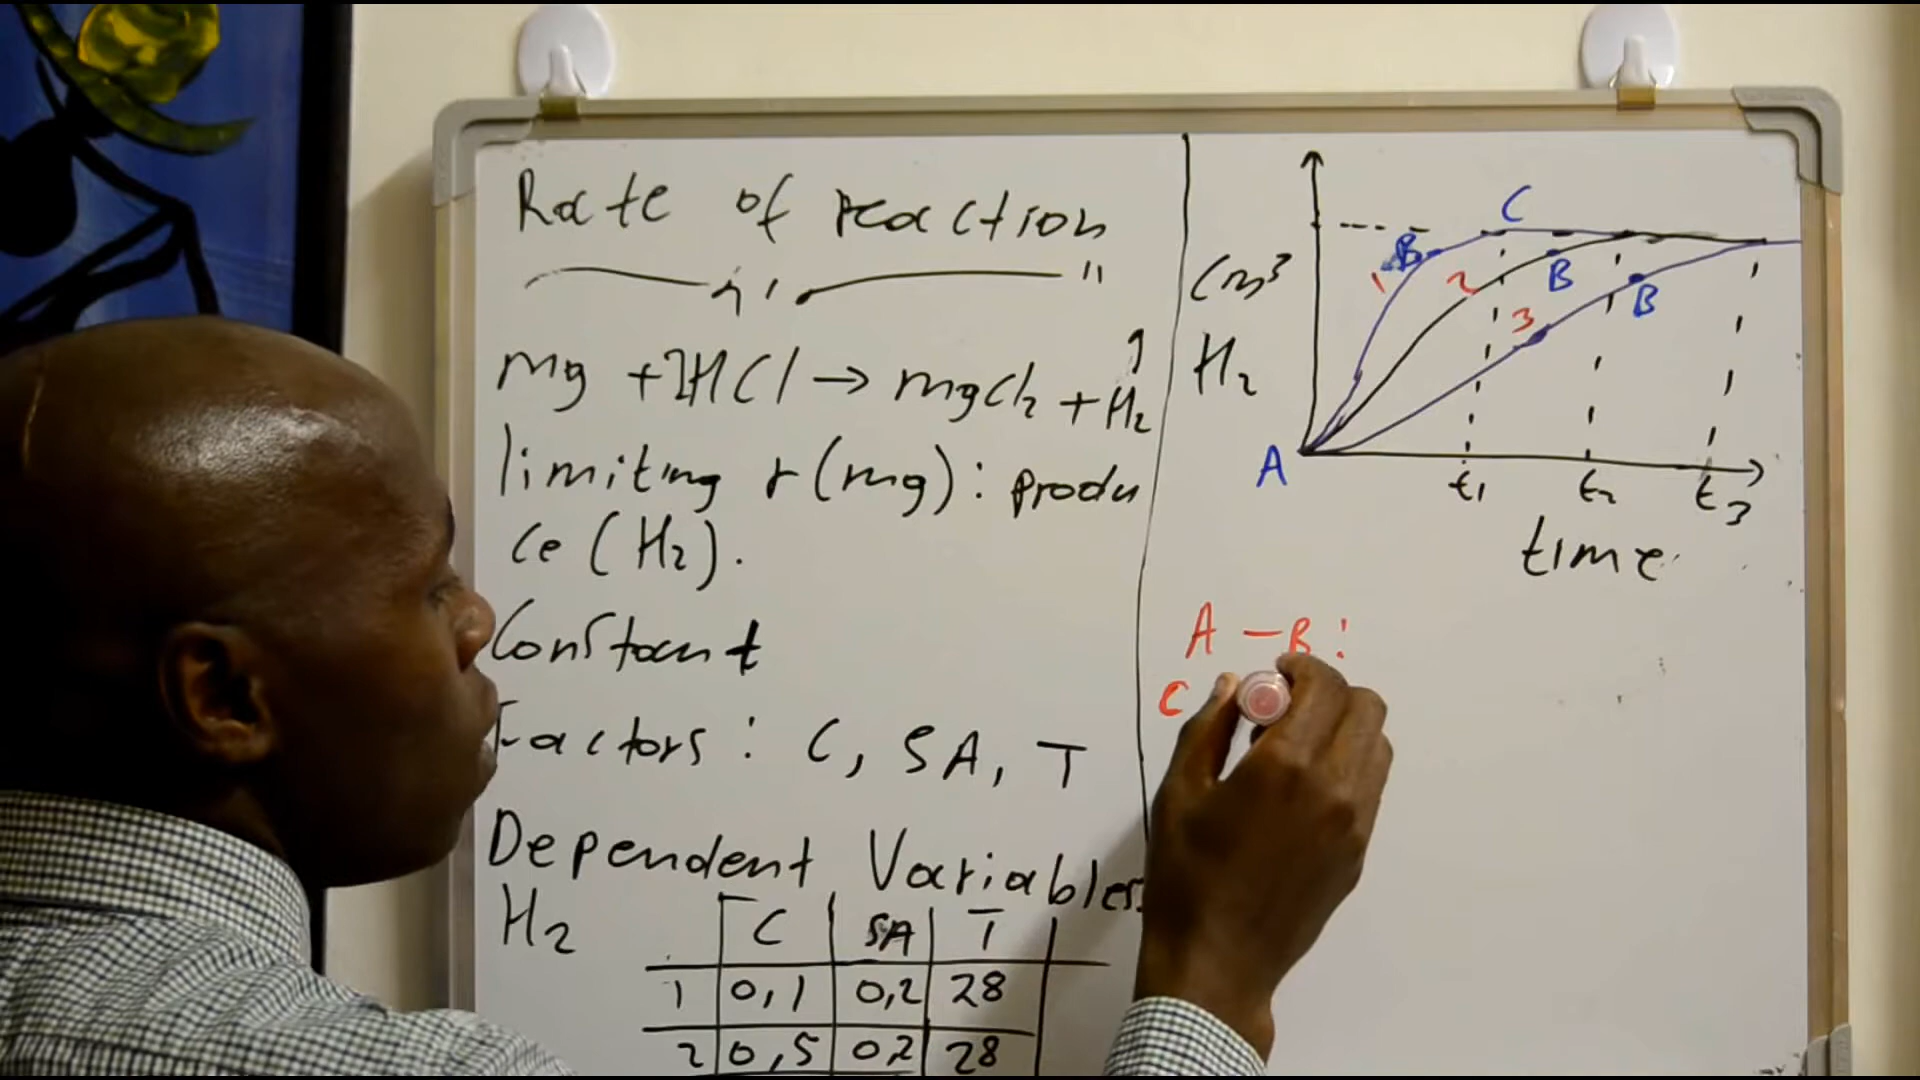 Rate of reaction
mg + 2HCl → mgCl2 + H2 ↑
limiting r (mg) : produ
ce (H2).
Constant
Factors : C, SA, T
Dependent Variables
H2
C SA T
1 0,1 0,2 28
2 0,5 0,2 28
cm3
H2
C
B
1
2
B
3
B
A
t1 t2 t3
time
A - B :
C